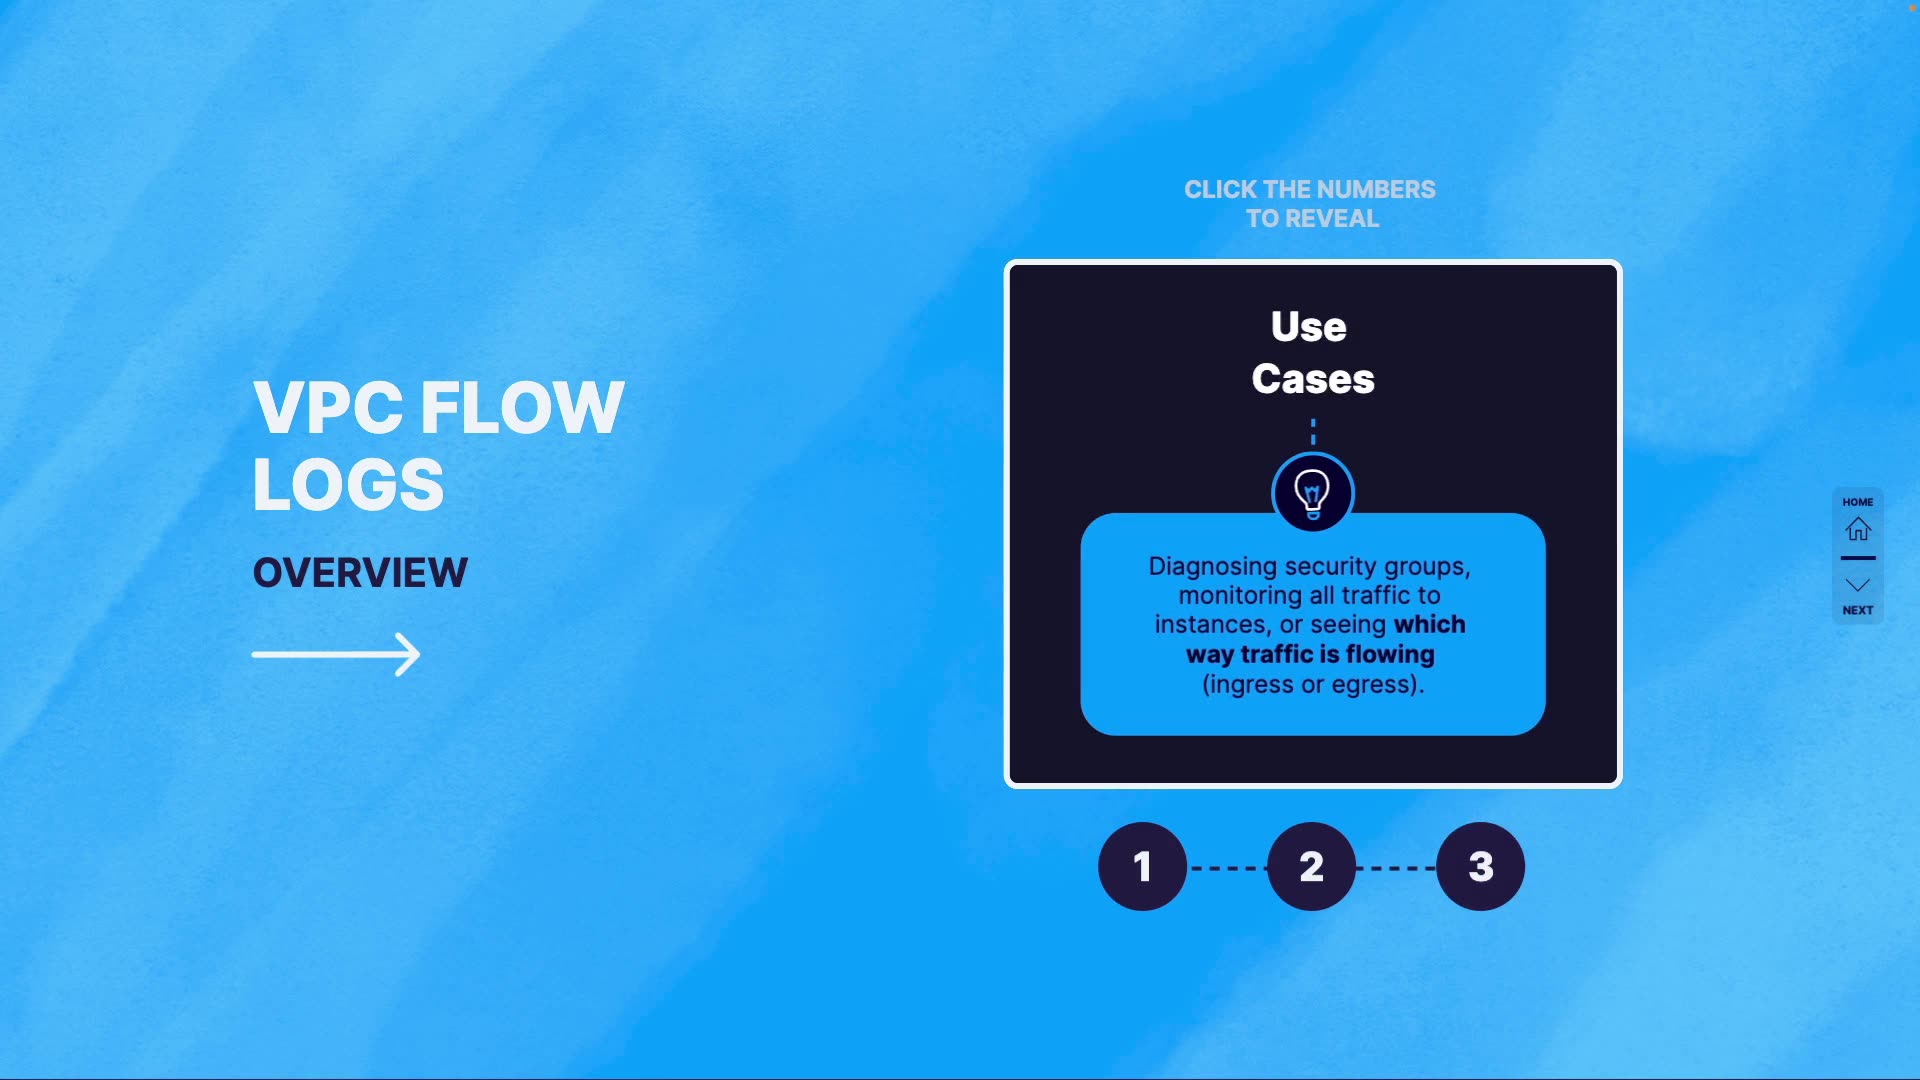 VPC FLOW
LOGS
OVERVIEW
CLICK THE NUMBERS
TO REVEAL
Use
Cases
Diagnosing security groups,
monitoring all traffic to
instances, or seeing which
way traffic is flowing
(ingress or egress).
1
2
3
HOME
NEXT